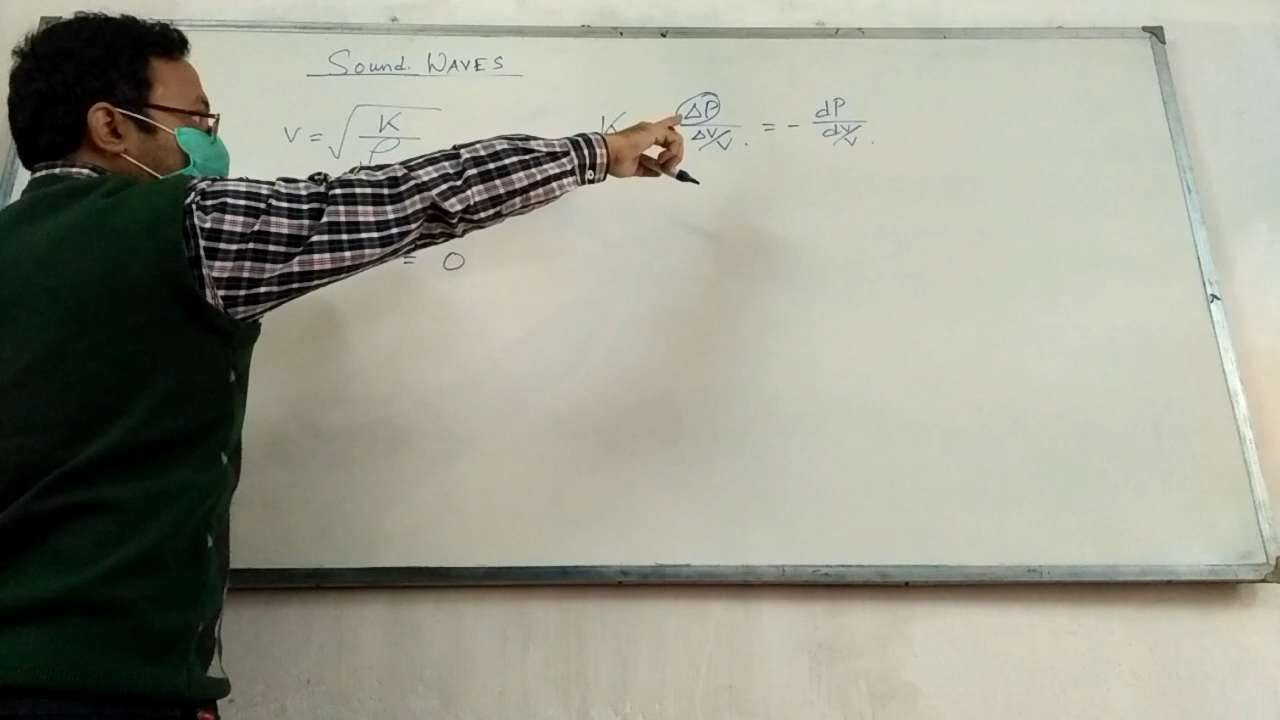 Sound. WAVES
V = √K/ρ K ΔP/ΔV/V. = - dP/dV/V.
= 0